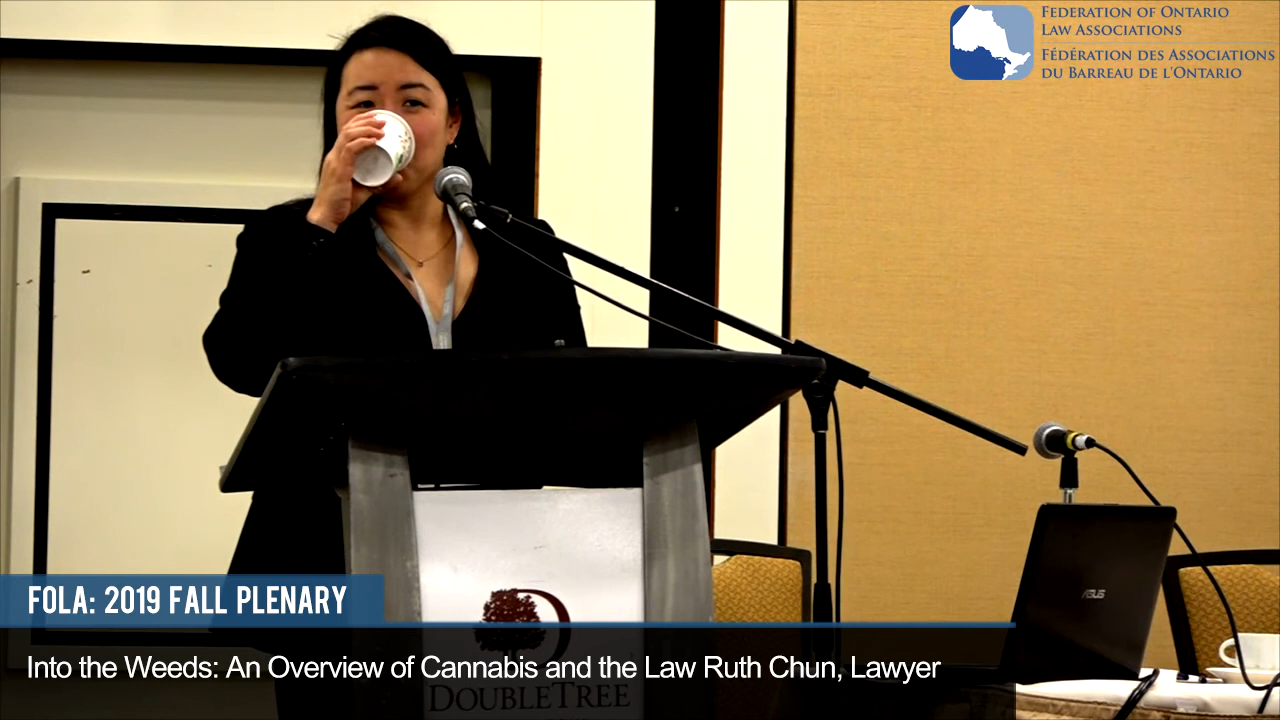 FEDERATION OF ONTARIO
LAW ASSOCIATIONS
FÉDÉRATION DES ASSOCIATIONS
DU BARREAU DE L'ONTARIO
ASUS
FOLA: 2019 FALL PLENARY
Into the Weeds: An Overview of Cannabis and the Law Ruth Chun, Lawyer
DOUBLETREE